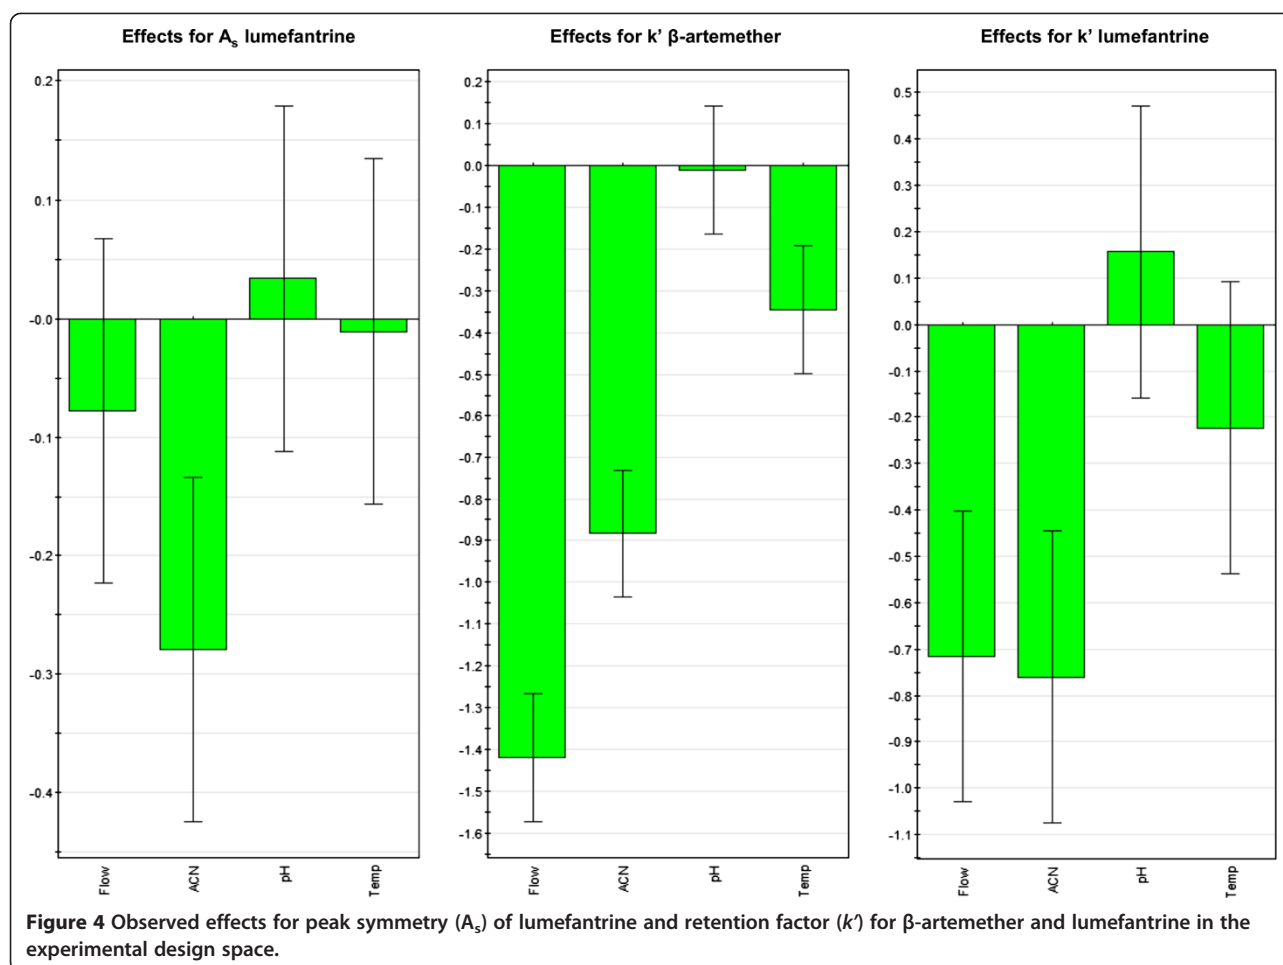 Effects for As lumefantrine
0.2
0.1
-0.0
-0.1
-0.2
-0.3
-0.4
Flow
ACN
pH
Temp
Effects for k’ β-artemether
0.2
0.1
0.0
-0.1
-0.2
-0.3
-0.4
-0.5
-0.6
-0.7
-0.8
-0.9
-1.0
-1.1
-1.2
-1.3
-1.4
-1.5
-1.6
Flow
ACN
pH
Temp
Effects for k’ lumefantrine
0.5
0.4
0.3
0.2
0.1
0.0
-0.1
-0.2
-0.3
-0.4
-0.5
-0.6
-0.7
-0.8
-0.9
-1.0
-1.1
Flow
ACN
pH
Temp
Figure 4 Observed effects for peak symmetry (As) of lumefantrine and retention factor (k’) for β-artemether and lumefantrine in the
experimental design space.